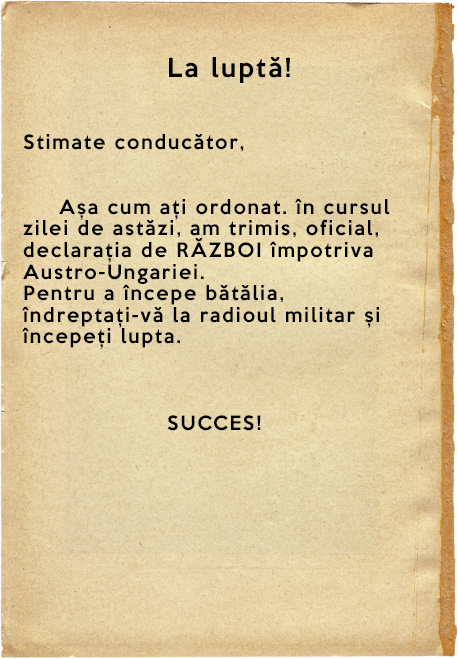 La luptă!
Stimate conducător,
Așa cum ați ordonat. în cursul
zilei de astăzi, am trimis, oficial,
declarația de RĂZBOI împotriva
Austro-Ungariei.
Pentru a începe bătălia,
îndreptați-vă la radioul militar și
începeți lupta.
SUCCES!